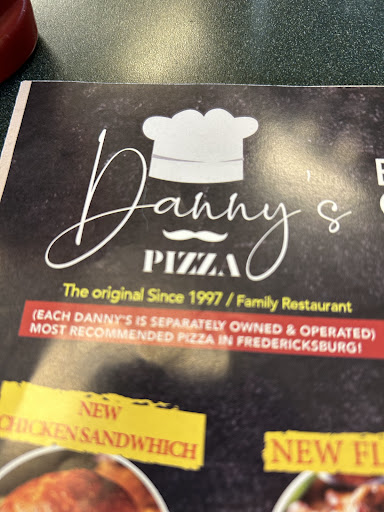 Danny's
PIZZA
The original Since 1997 / Family Restaurant
(EACH DANNY'S IS SEPARATELY OWNED & OPERATED)
MOST RECOMMENDED PIZZA IN FREDERICKSBURG!
NEW
CHICKEN SANDWHICH
NEW FL